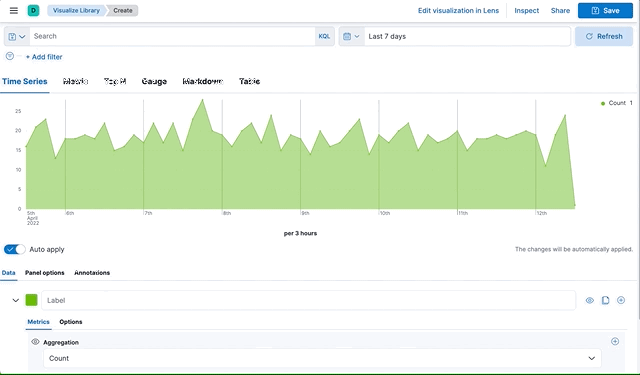 D Visualize Library Create Edit visualization in Lens Inspect Share Save
Search KQL Last 7 days Refresh
+ Add filter
Time Series Metric Top N Gauge Markdown Table
25
20
15
10
5
0
Count 1
5th 6th 7th 8th 9th 10th 11th 12th
April
2022
per 3 hours
Auto apply The changes will be automatically applied.
Data Panel options Annotations
Label
Metrics Options
Aggregation
Count